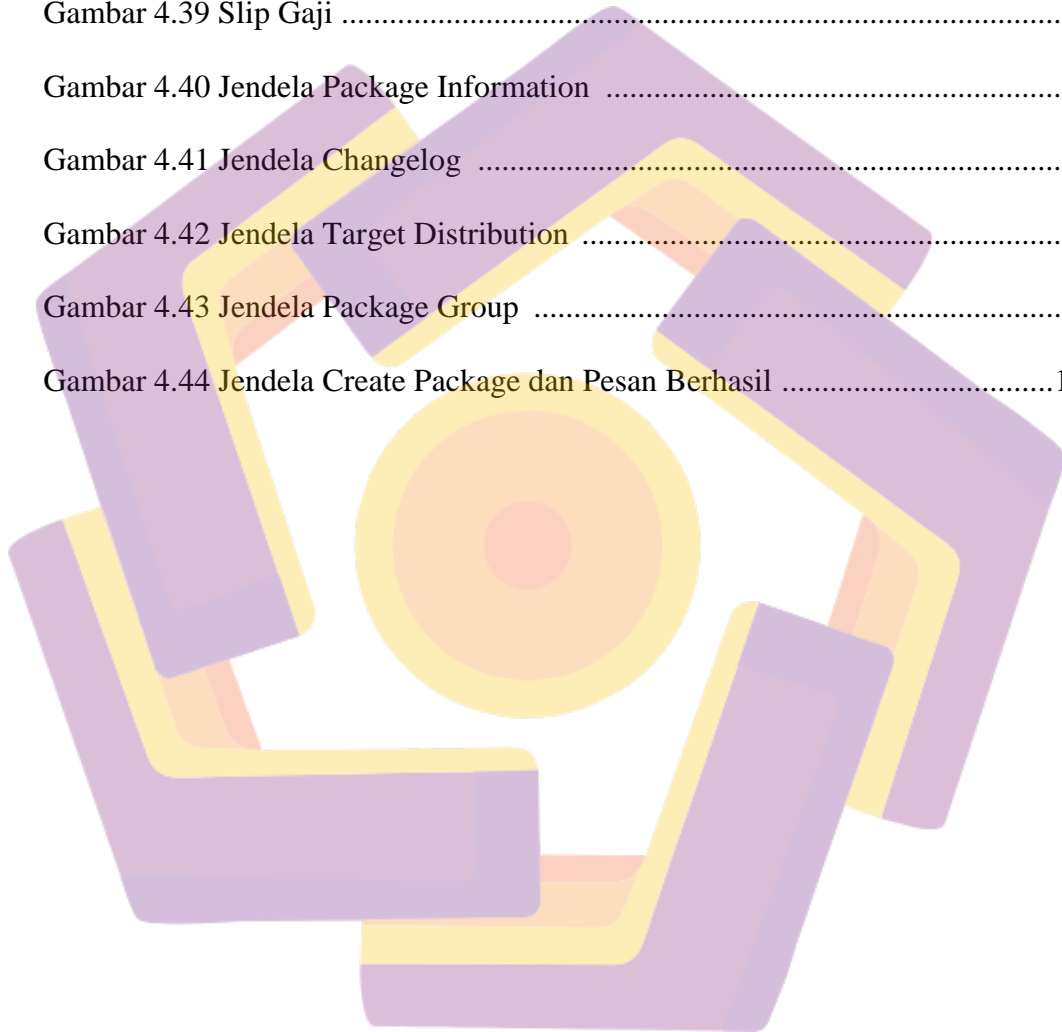 Gambar 4.39 Slip Gaji ........................................................................................
Gambar 4.40 Jendela Package Information ........................................................
Gambar 4.41 Jendela Changelog ........................................................................
Gambar 4.42 Jendela Target Distribution ...........................................................
Gambar 4.43 Jendela Package Group .................................................................
Gambar 4.44 Jendela Create Package dan Pesan Berhasil .................................1